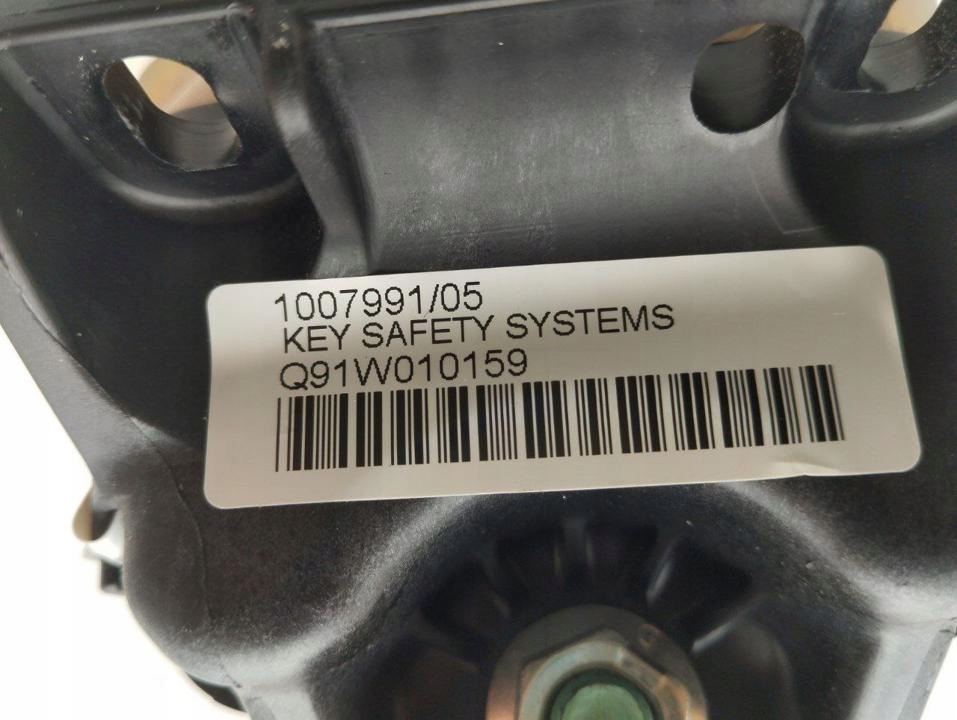 1007991/05
KEY SAFETY SYSTEMS
Q91W010159